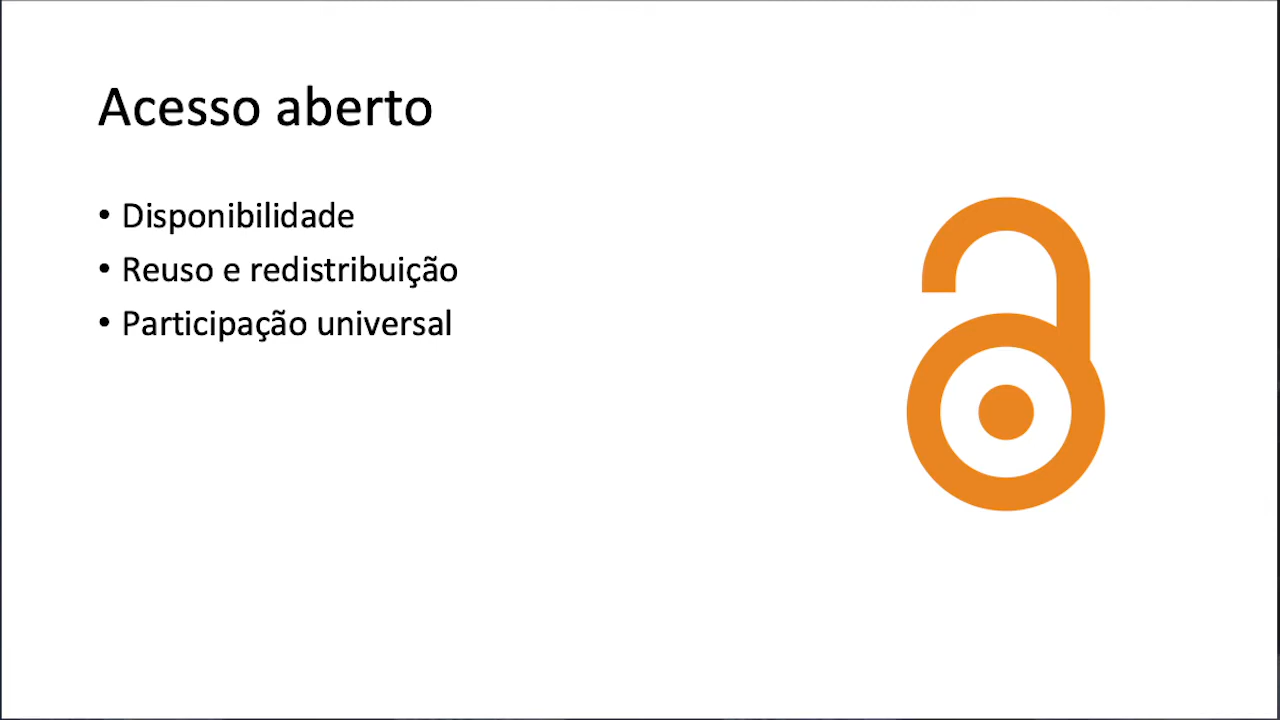 Acesso aberto
• Disponibilidade
• Reuso e redistribuição
• Participação universal